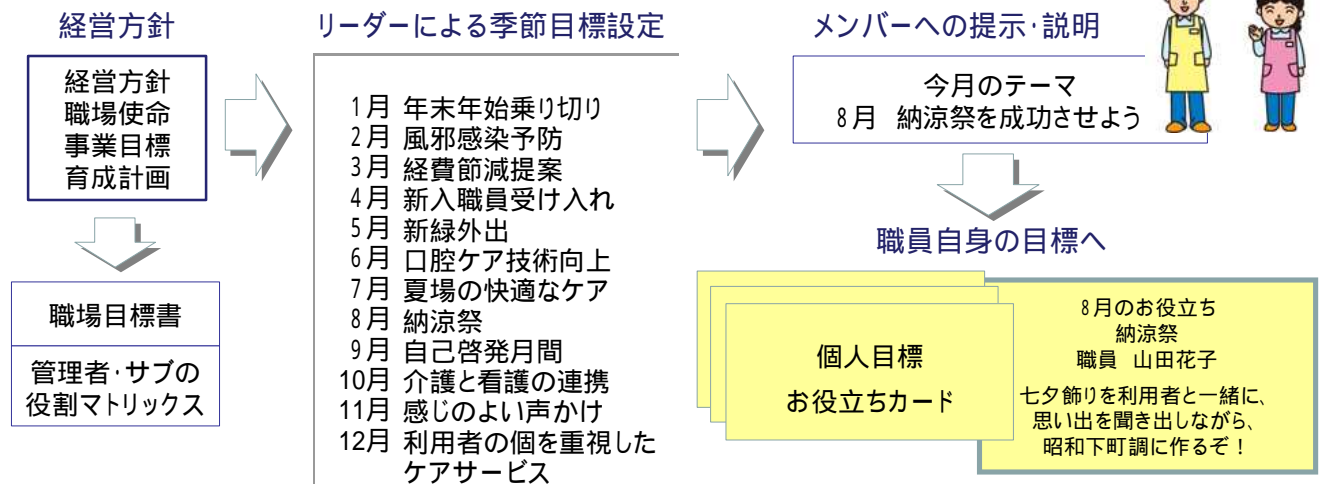 経営方針
経営方針
職場使命
事業目標
育成計画
職場目標書
管理者・サブの
役割マトリックス
リーダーによる季節目標設定
1月 年末年始乗り切り
2月 風邪感染予防
3月 経費節減提案
4月 新入職員受け入れ
5月 新緑外出
6月 口腔ケア技術向上
7月 夏場の快適なケア
8月 納涼祭
9月 自己啓発月間
10月 介護と看護の連携
11月 感じのよい声かけ
12月 利用者の個を重視した
ケアサービス
メンバーへの提示・説明
今月のテーマ
8月 納涼祭を成功させよう
職員自身の目標へ
個人目標
お役立ちカード
8月のお役立ち
納涼祭
職員 山田花子
七夕飾りを利用者と一緒に、
思い出を聞き出しながら、
昭和下町調に作るぞ！